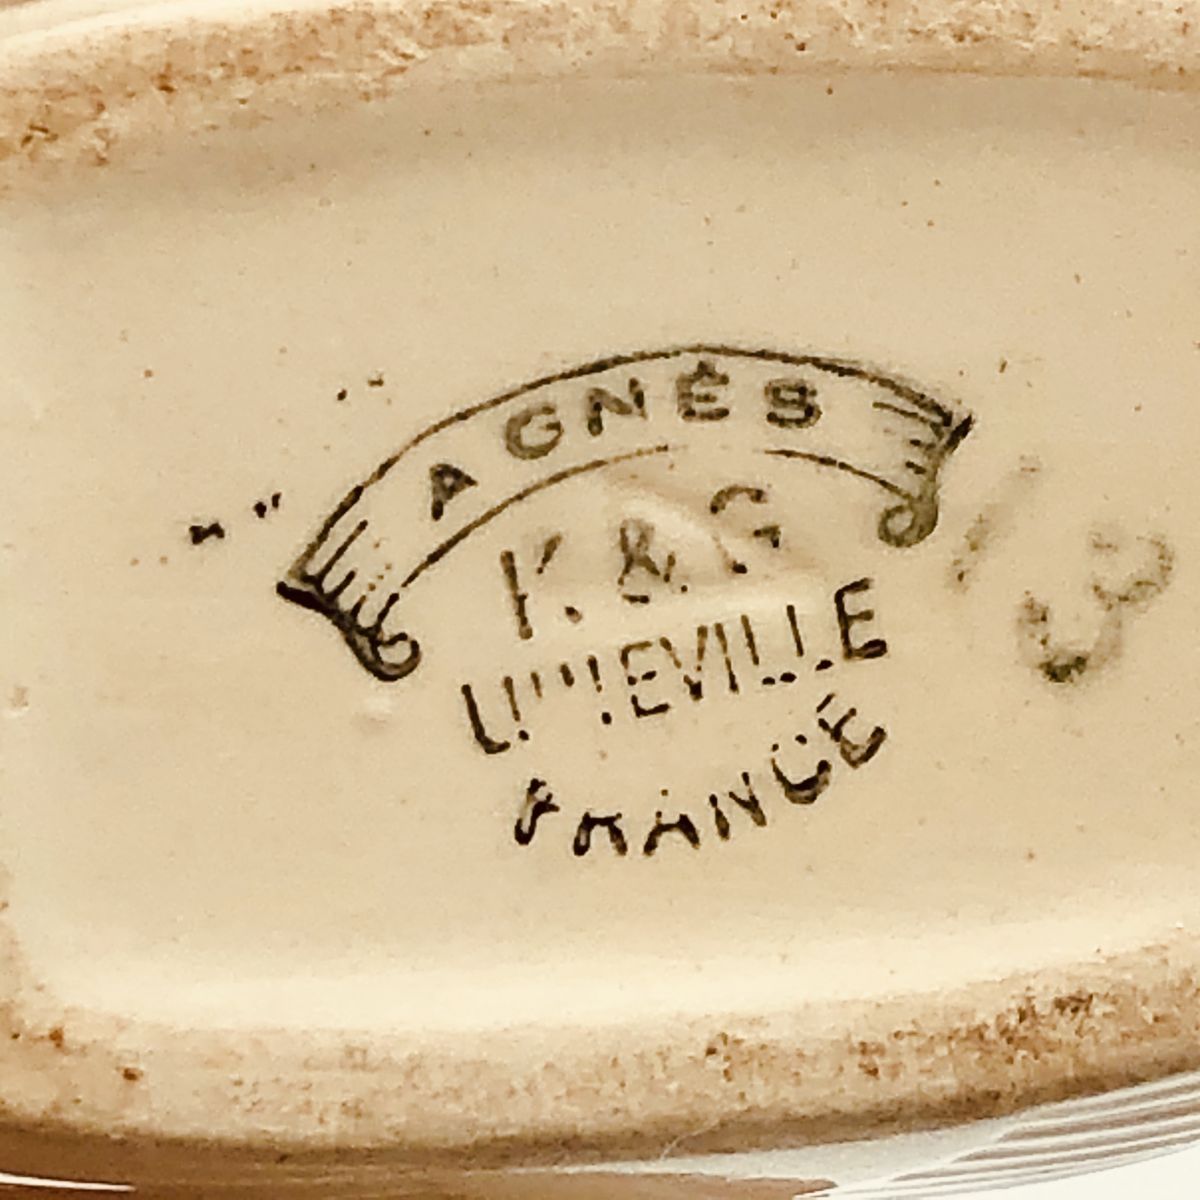 AGNÈS
K & G
LUNEVILLE
FRANCE